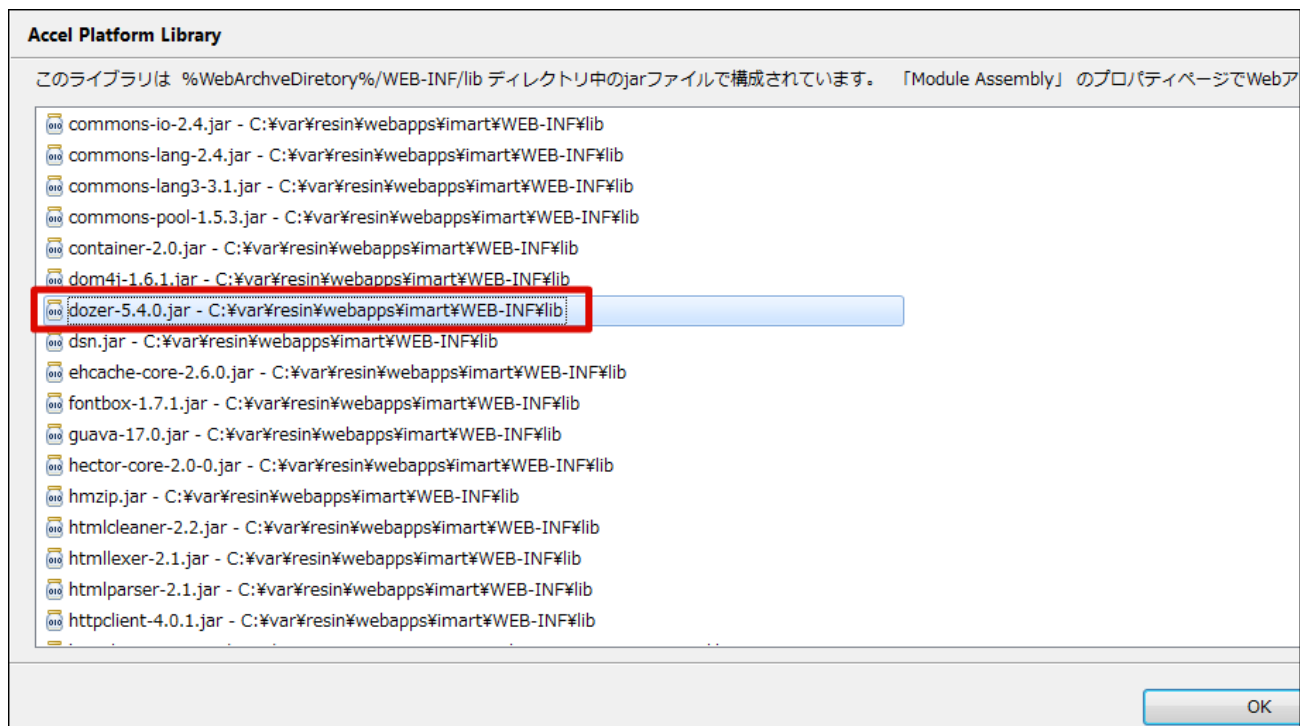 Accel Platform Library
このライブラリは %WebArchveDiretory%/WEB-INF/lib ディレクトリ中のjarファイルで構成されています。 「Module Assembly」 のプロパティページでWebア
commons-io-2.4.jar - C:¥var¥resin¥webapps¥imart¥WEB-INF¥lib
commons-lang-2.4.jar - C:¥var¥resin¥webapps¥imart¥WEB-INF¥lib
commons-lang3-3.1.jar - C:¥var¥resin¥webapps¥imart¥WEB-INF¥lib
commons-pool-1.5.3.jar - C:¥var¥resin¥webapps¥imart¥WEB-INF¥lib
container-2.0.jar - C:¥var¥resin¥webapps¥imart¥WEB-INF¥lib
dom4j-1.6.1.jar - C:¥var¥resin¥webapps¥imart¥WEB-INF¥lib
dozer-5.4.0.jar - C:¥var¥resin¥webapps¥imart¥WEB-INF¥lib
dsn.jar - C:¥var¥resin¥webapps¥imart¥WEB-INF¥lib
ehcache-core-2.6.0.jar - C:¥var¥resin¥webapps¥imart¥WEB-INF¥lib
fontbox-1.7.1.jar - C:¥var¥resin¥webapps¥imart¥WEB-INF¥lib
guava-17.0.jar - C:¥var¥resin¥webapps¥imart¥WEB-INF¥lib
hector-core-2.0-0.jar - C:¥var¥resin¥webapps¥imart¥WEB-INF¥lib
hmzip.jar - C:¥var¥resin¥webapps¥imart¥WEB-INF¥lib
htmlcleaner-2.2.jar - C:¥var¥resin¥webapps¥imart¥WEB-INF¥lib
htmllexer-2.1.jar - C:¥var¥resin¥webapps¥imart¥WEB-INF¥lib
htmlparser-2.1.jar - C:¥var¥resin¥webapps¥imart¥WEB-INF¥lib
httpclient-4.0.1.jar - C:¥var¥resin¥webapps¥imart¥WEB-INF¥lib
OK